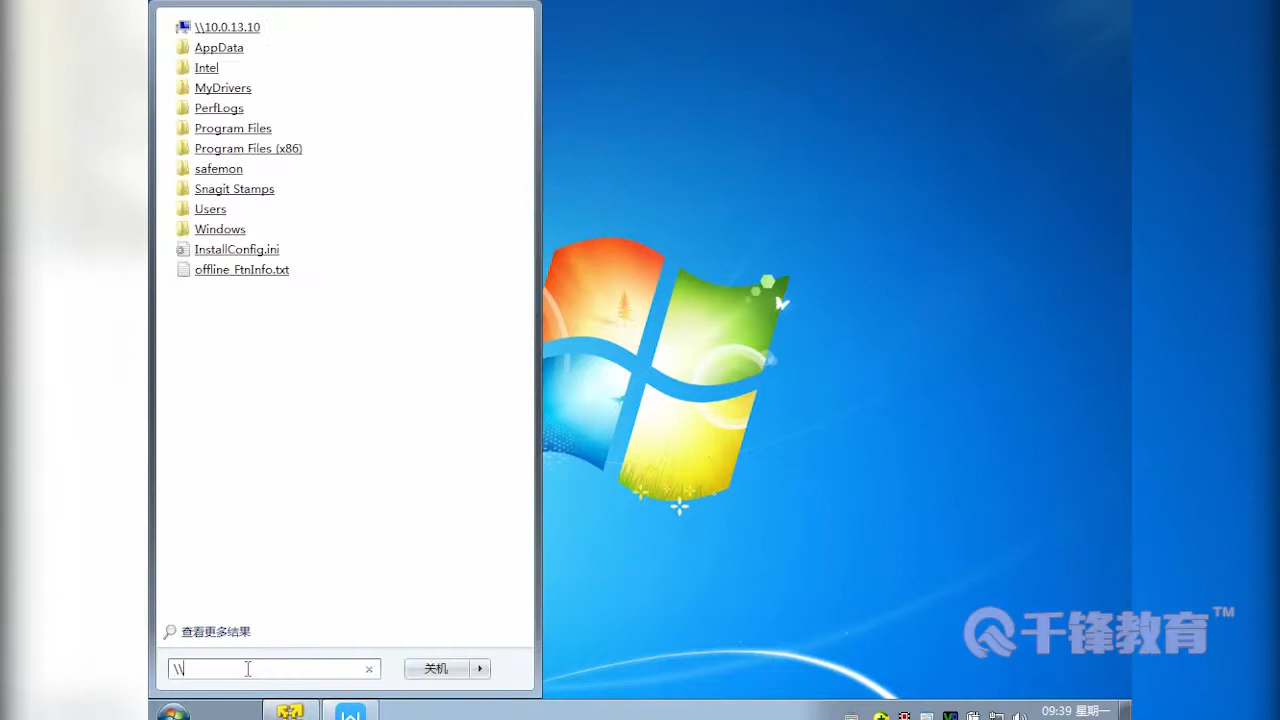 \\10.0.13.10
AppData
Intel
MyDrivers
PerfLogs
Program Files
Program Files (x86)
safemon
Snagit Stamps
Users
Windows
InstallConfig.ini
offline_FtnInfo.txt
查看更多结果
\\
关机
千锋教育™
09:39 星期一